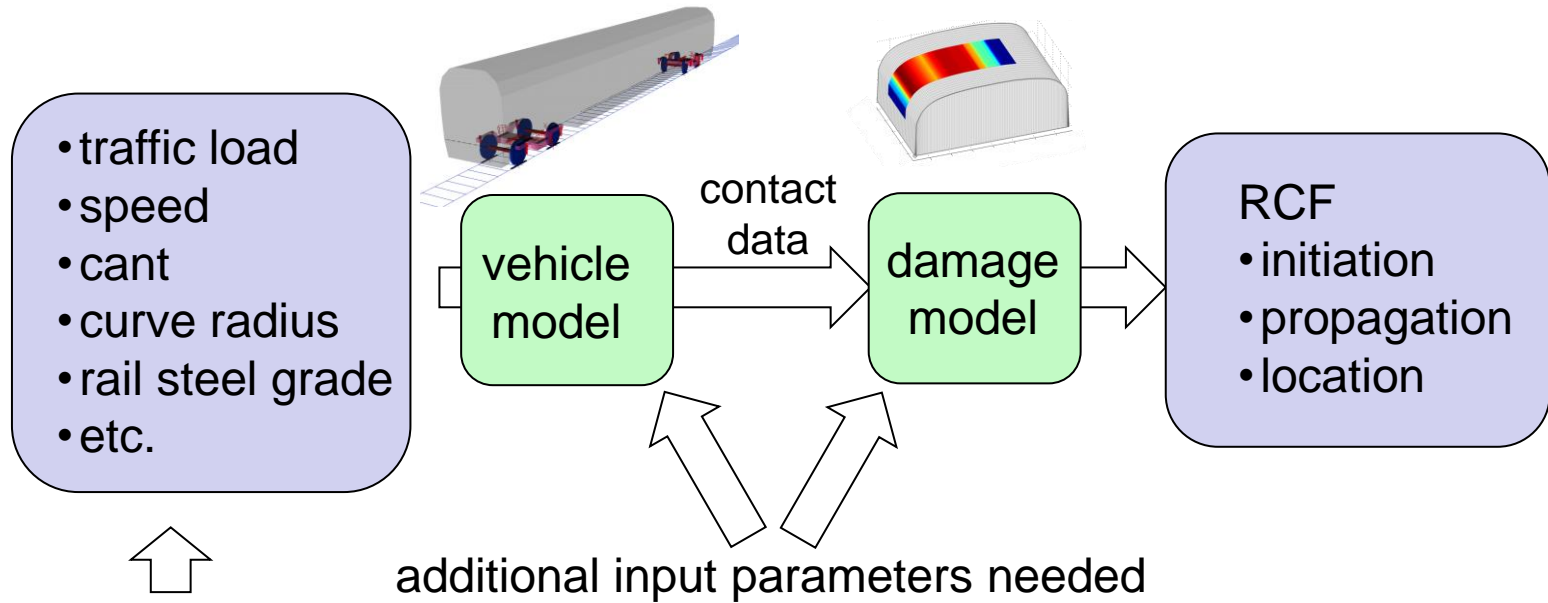 •traffic load
•speed
•cant
•curve radius
•rail steel grade
•etc.
vehicle
model
contact
data
damage
model
RCF
•initiation
•propagation
•location
additional input parameters needed